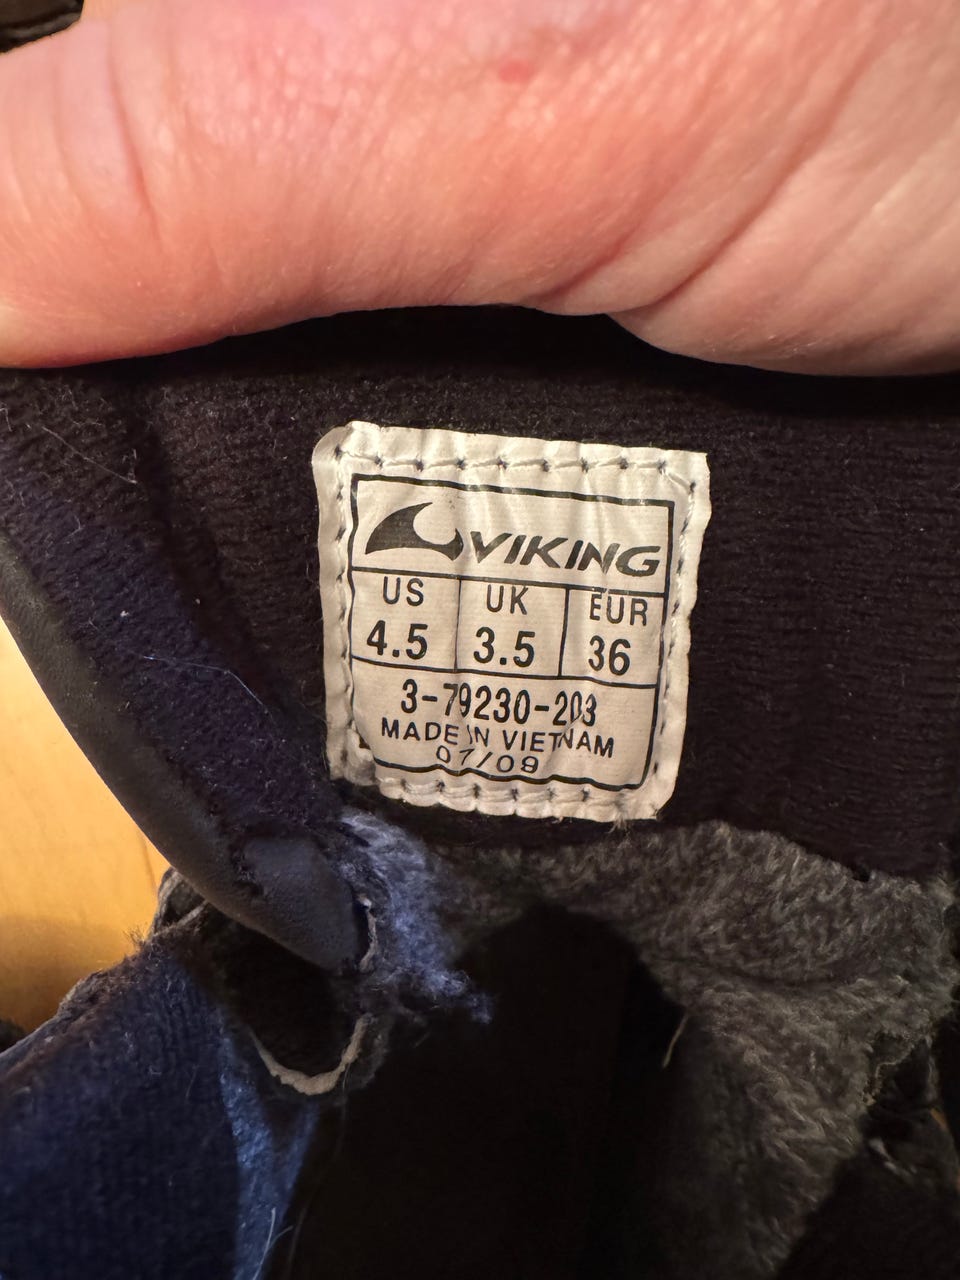 VIKING
US UK EUR
4.5 3.5 36
3-79230-203
MADE IN VIETNAM
07/09